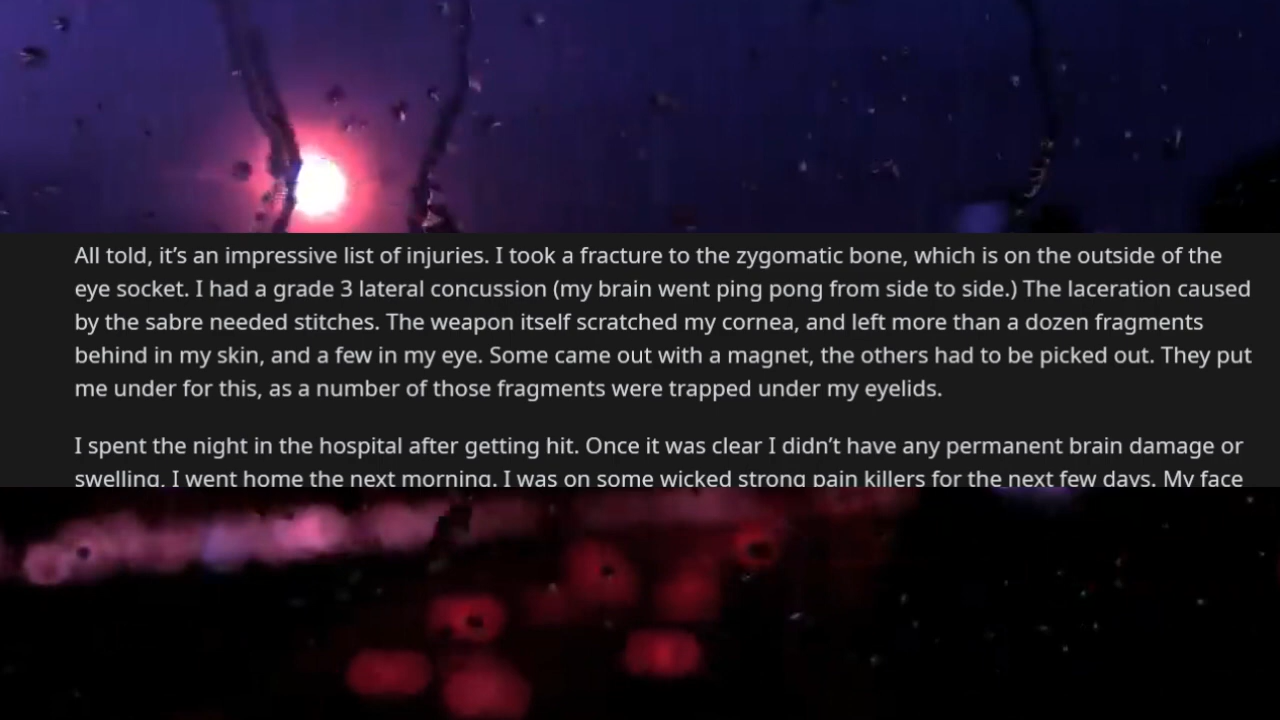 All told, it’s an impressive list of injuries. I took a fracture to the zygomatic bone, which is on the outside of the
eye socket. I had a grade 3 lateral concussion (my brain went ping pong from side to side.) The laceration caused
by the sabre needed stitches. The weapon itself scratched my cornea, and left more than a dozen fragments
behind in my skin, and a few in my eye. Some came out with a magnet, the others had to be picked out. They put
me under for this, as a number of those fragments were trapped under my eyelids.
I spent the night in the hospital after getting hit. Once it was clear I didn’t have any permanent brain damage or
swelling, I went home the next morning. I was on some wicked strong pain killers for the next few days. My face